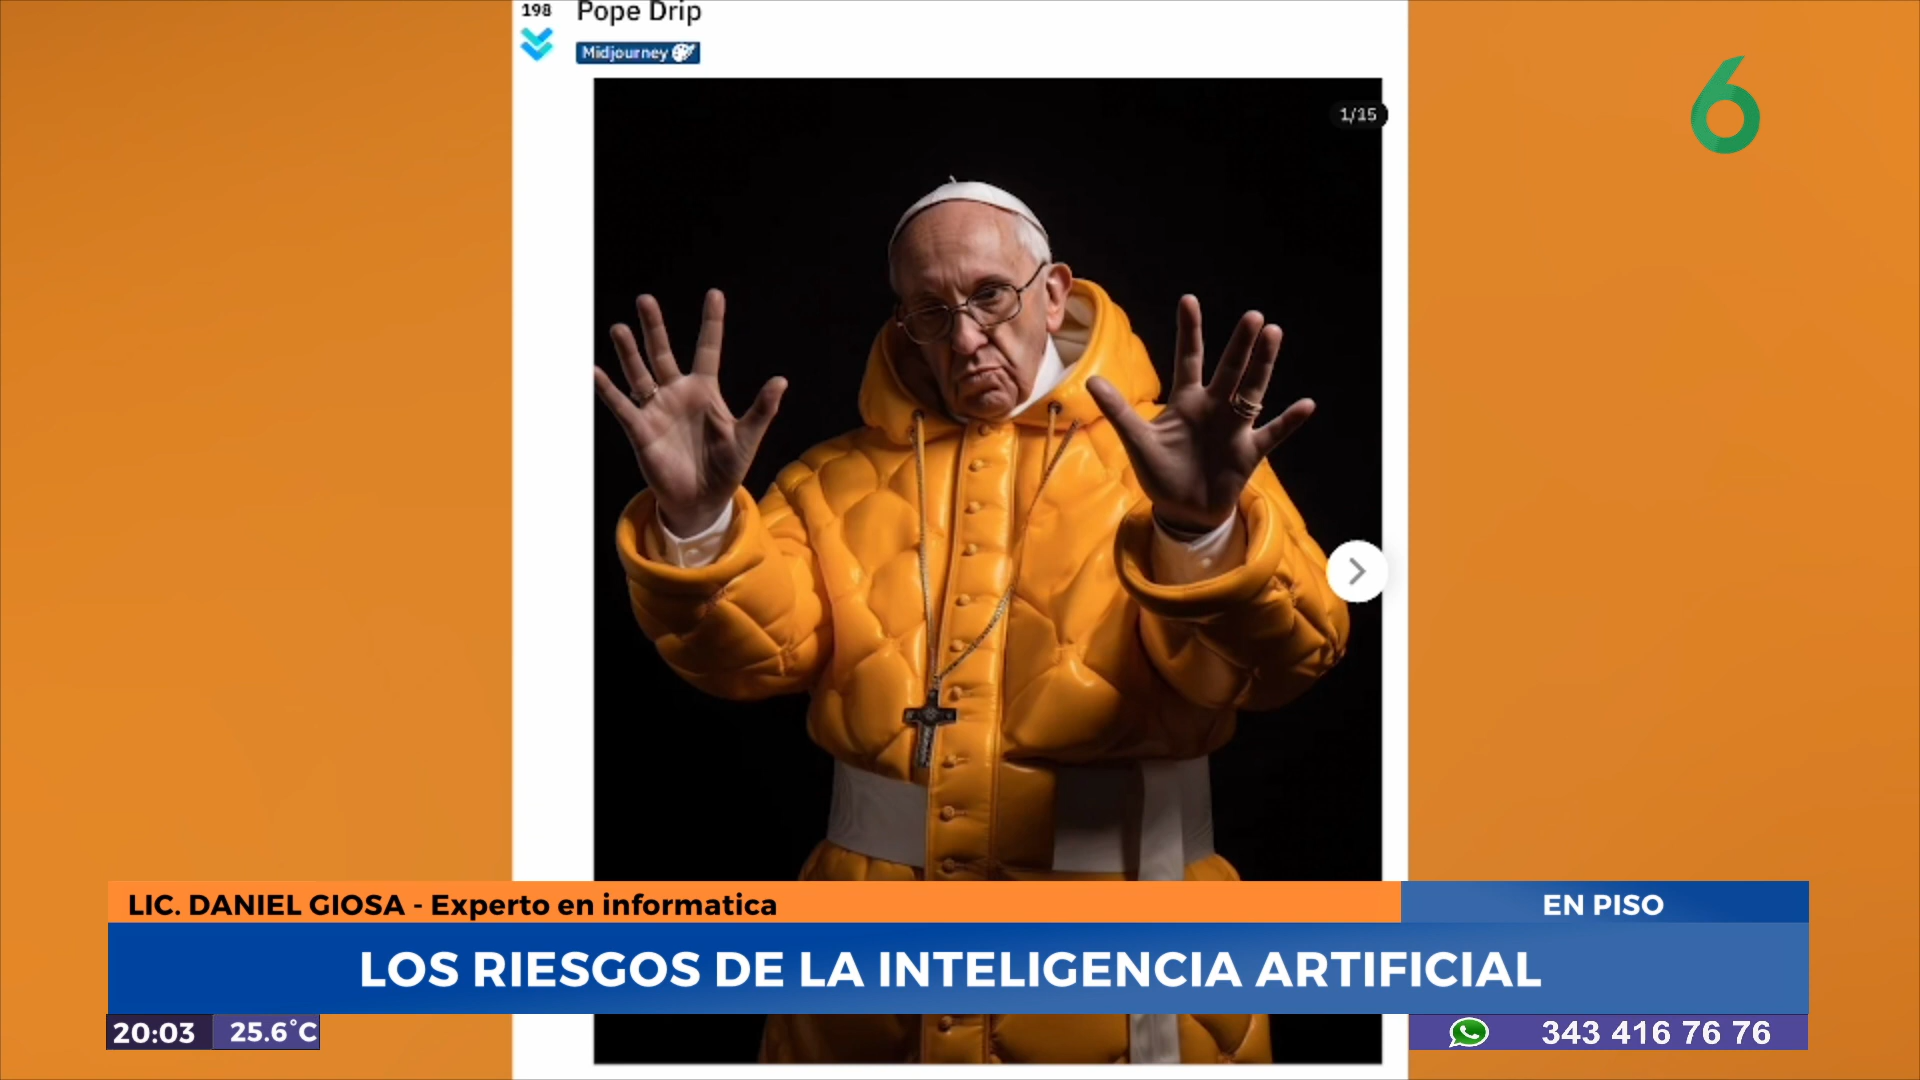 198 Pope Drip
Midjourney
1/15
6
LIC. DANIEL GIOSA - Experto en informatica
EN PISO
LOS RIESGOS DE LA INTELIGENCIA ARTIFICIAL
20:03 25.6°C
343 416 76 76